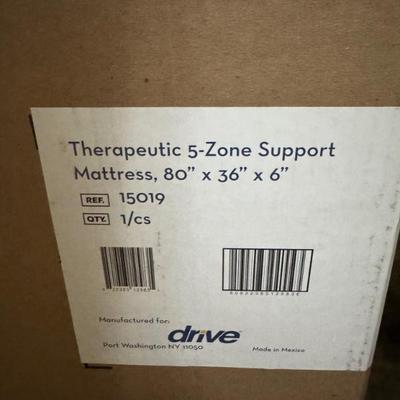 Therapeutic 5-Zone Support
Mattress, 80” x 36” x 6”
REF. 15019
QTY. 1/cs
Manufactured for:
drive™
Port Washington NY 11050
Made in Mexico